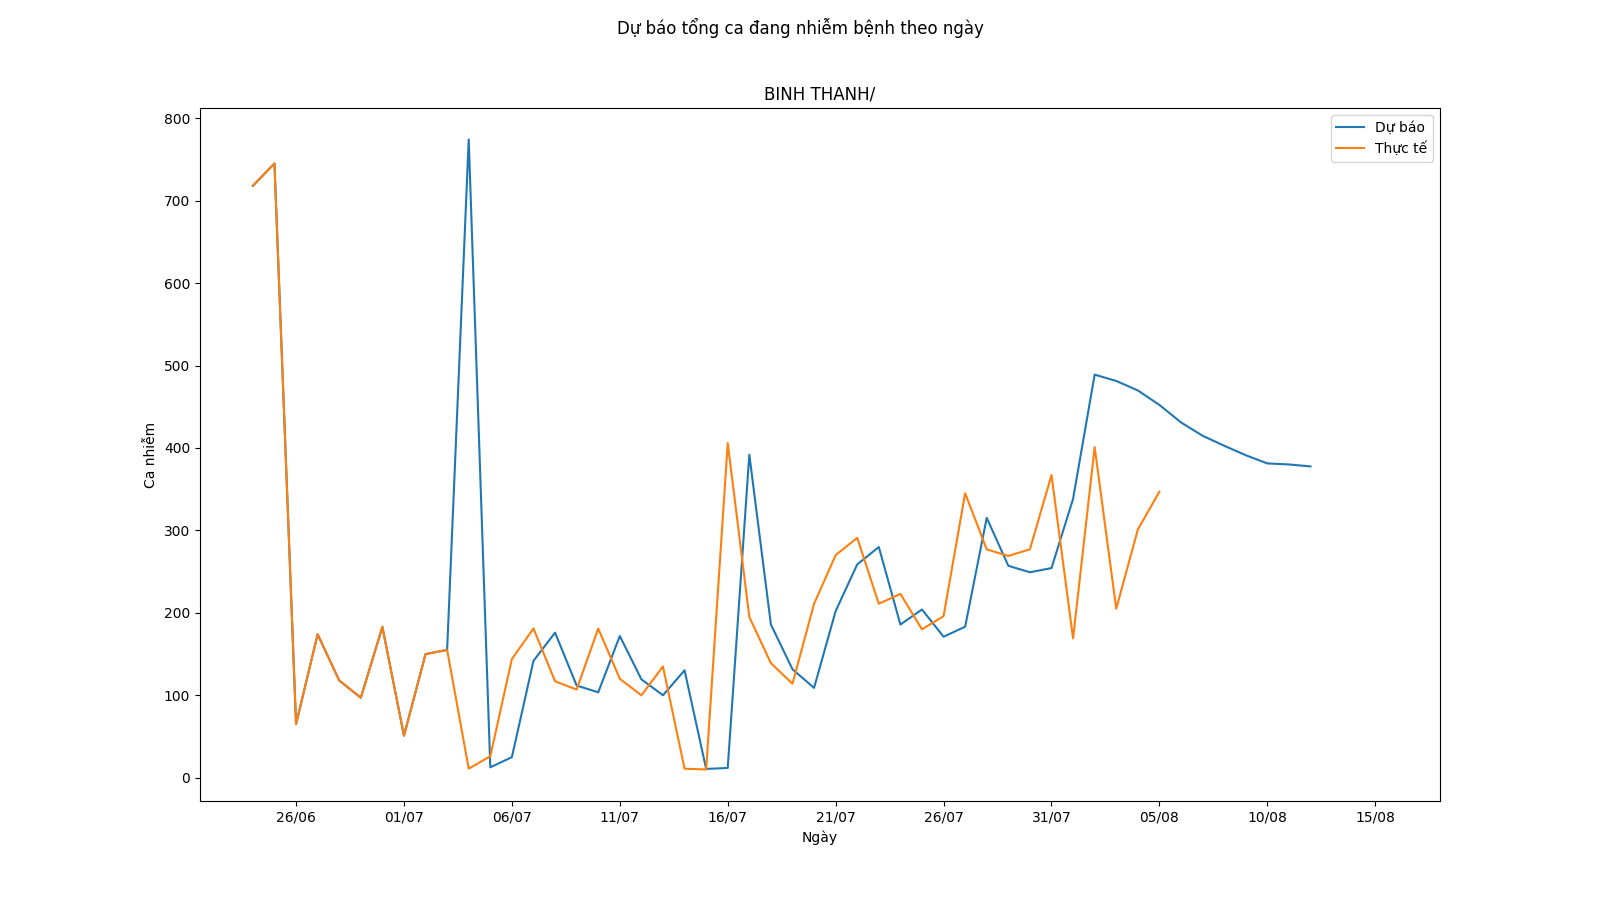 Dự báo tổng ca đang nhiễm bệnh theo ngày
BINH THANH/
Dự báo
Thực tế
800
700
600
500
400
300
200
100
0
Ca nhiễm
26/06 01/07 06/07 11/07 16/07 21/07 26/07 31/07 05/08 10/08 15/08
Ngày